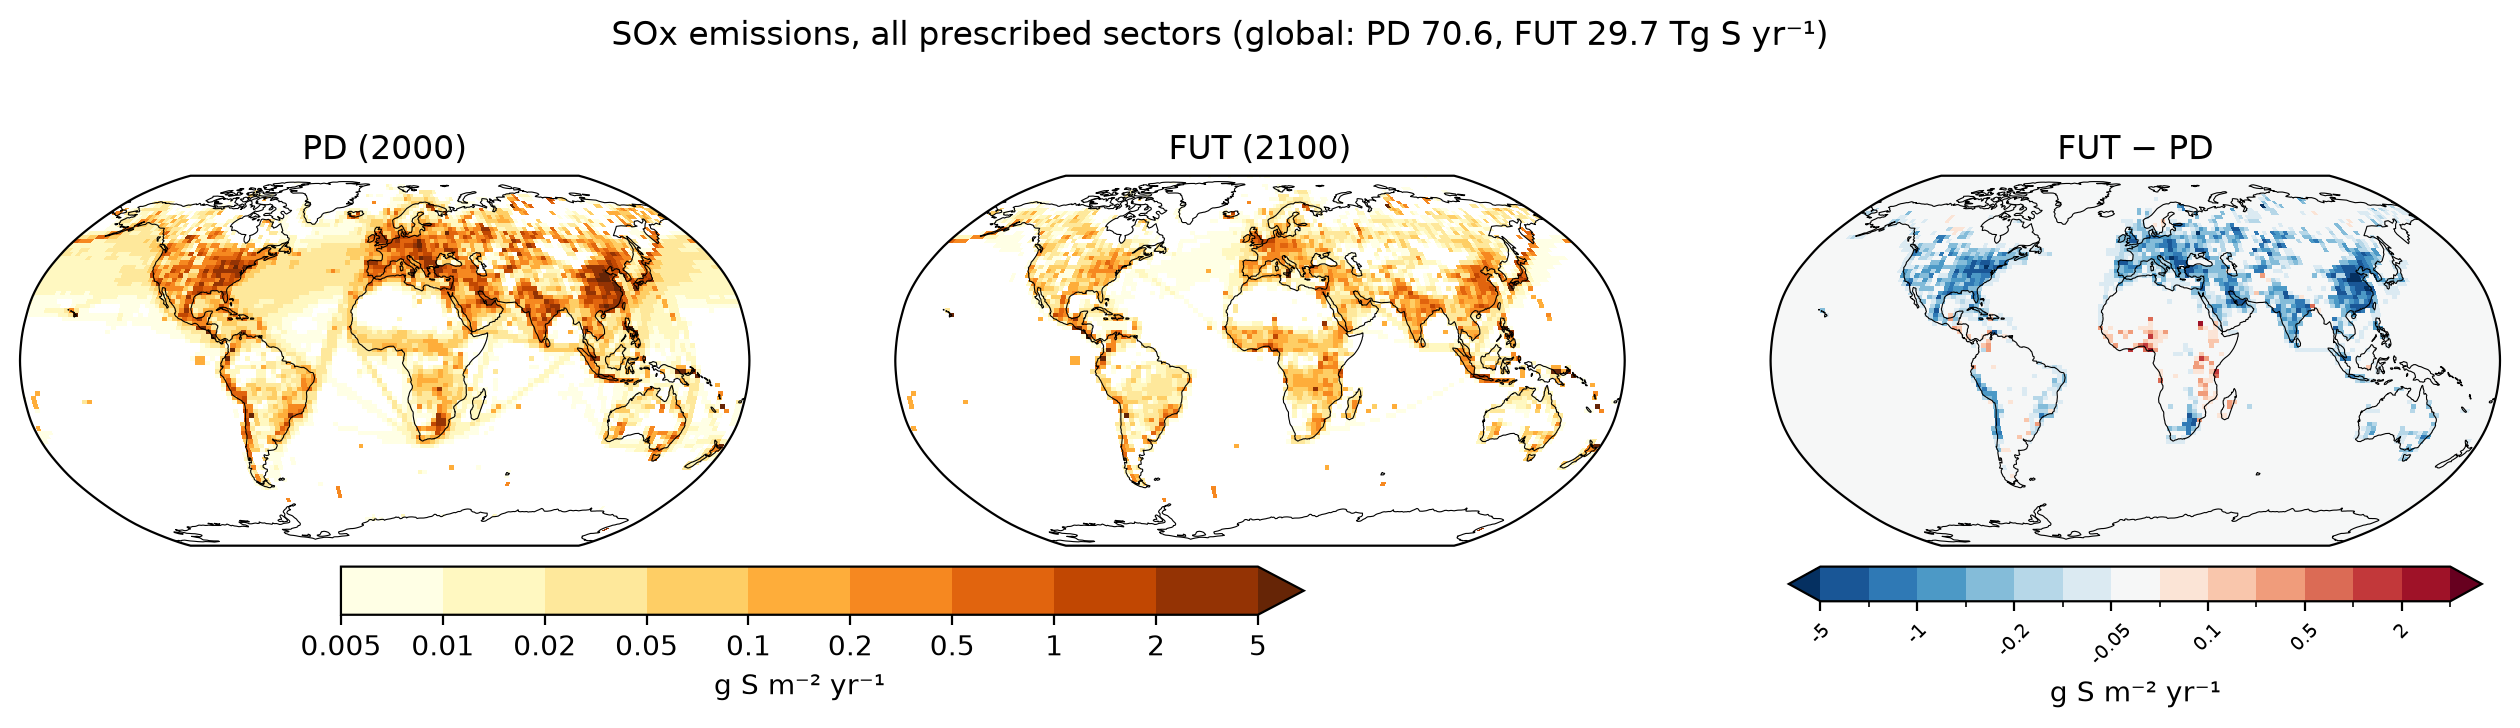 SOx emissions, all prescribed sectors (global: PD 70.6, FUT 29.7 Tg S yr⁻¹)
PD (2000)
FUT (2100)
FUT − PD
0.005 0.01 0.02 0.05 0.1 0.2 0.5 1 2 5
g S m⁻² yr⁻¹
-5 -1 -0.2 -0.05 0.1 0.5 2
g S m⁻² yr⁻¹